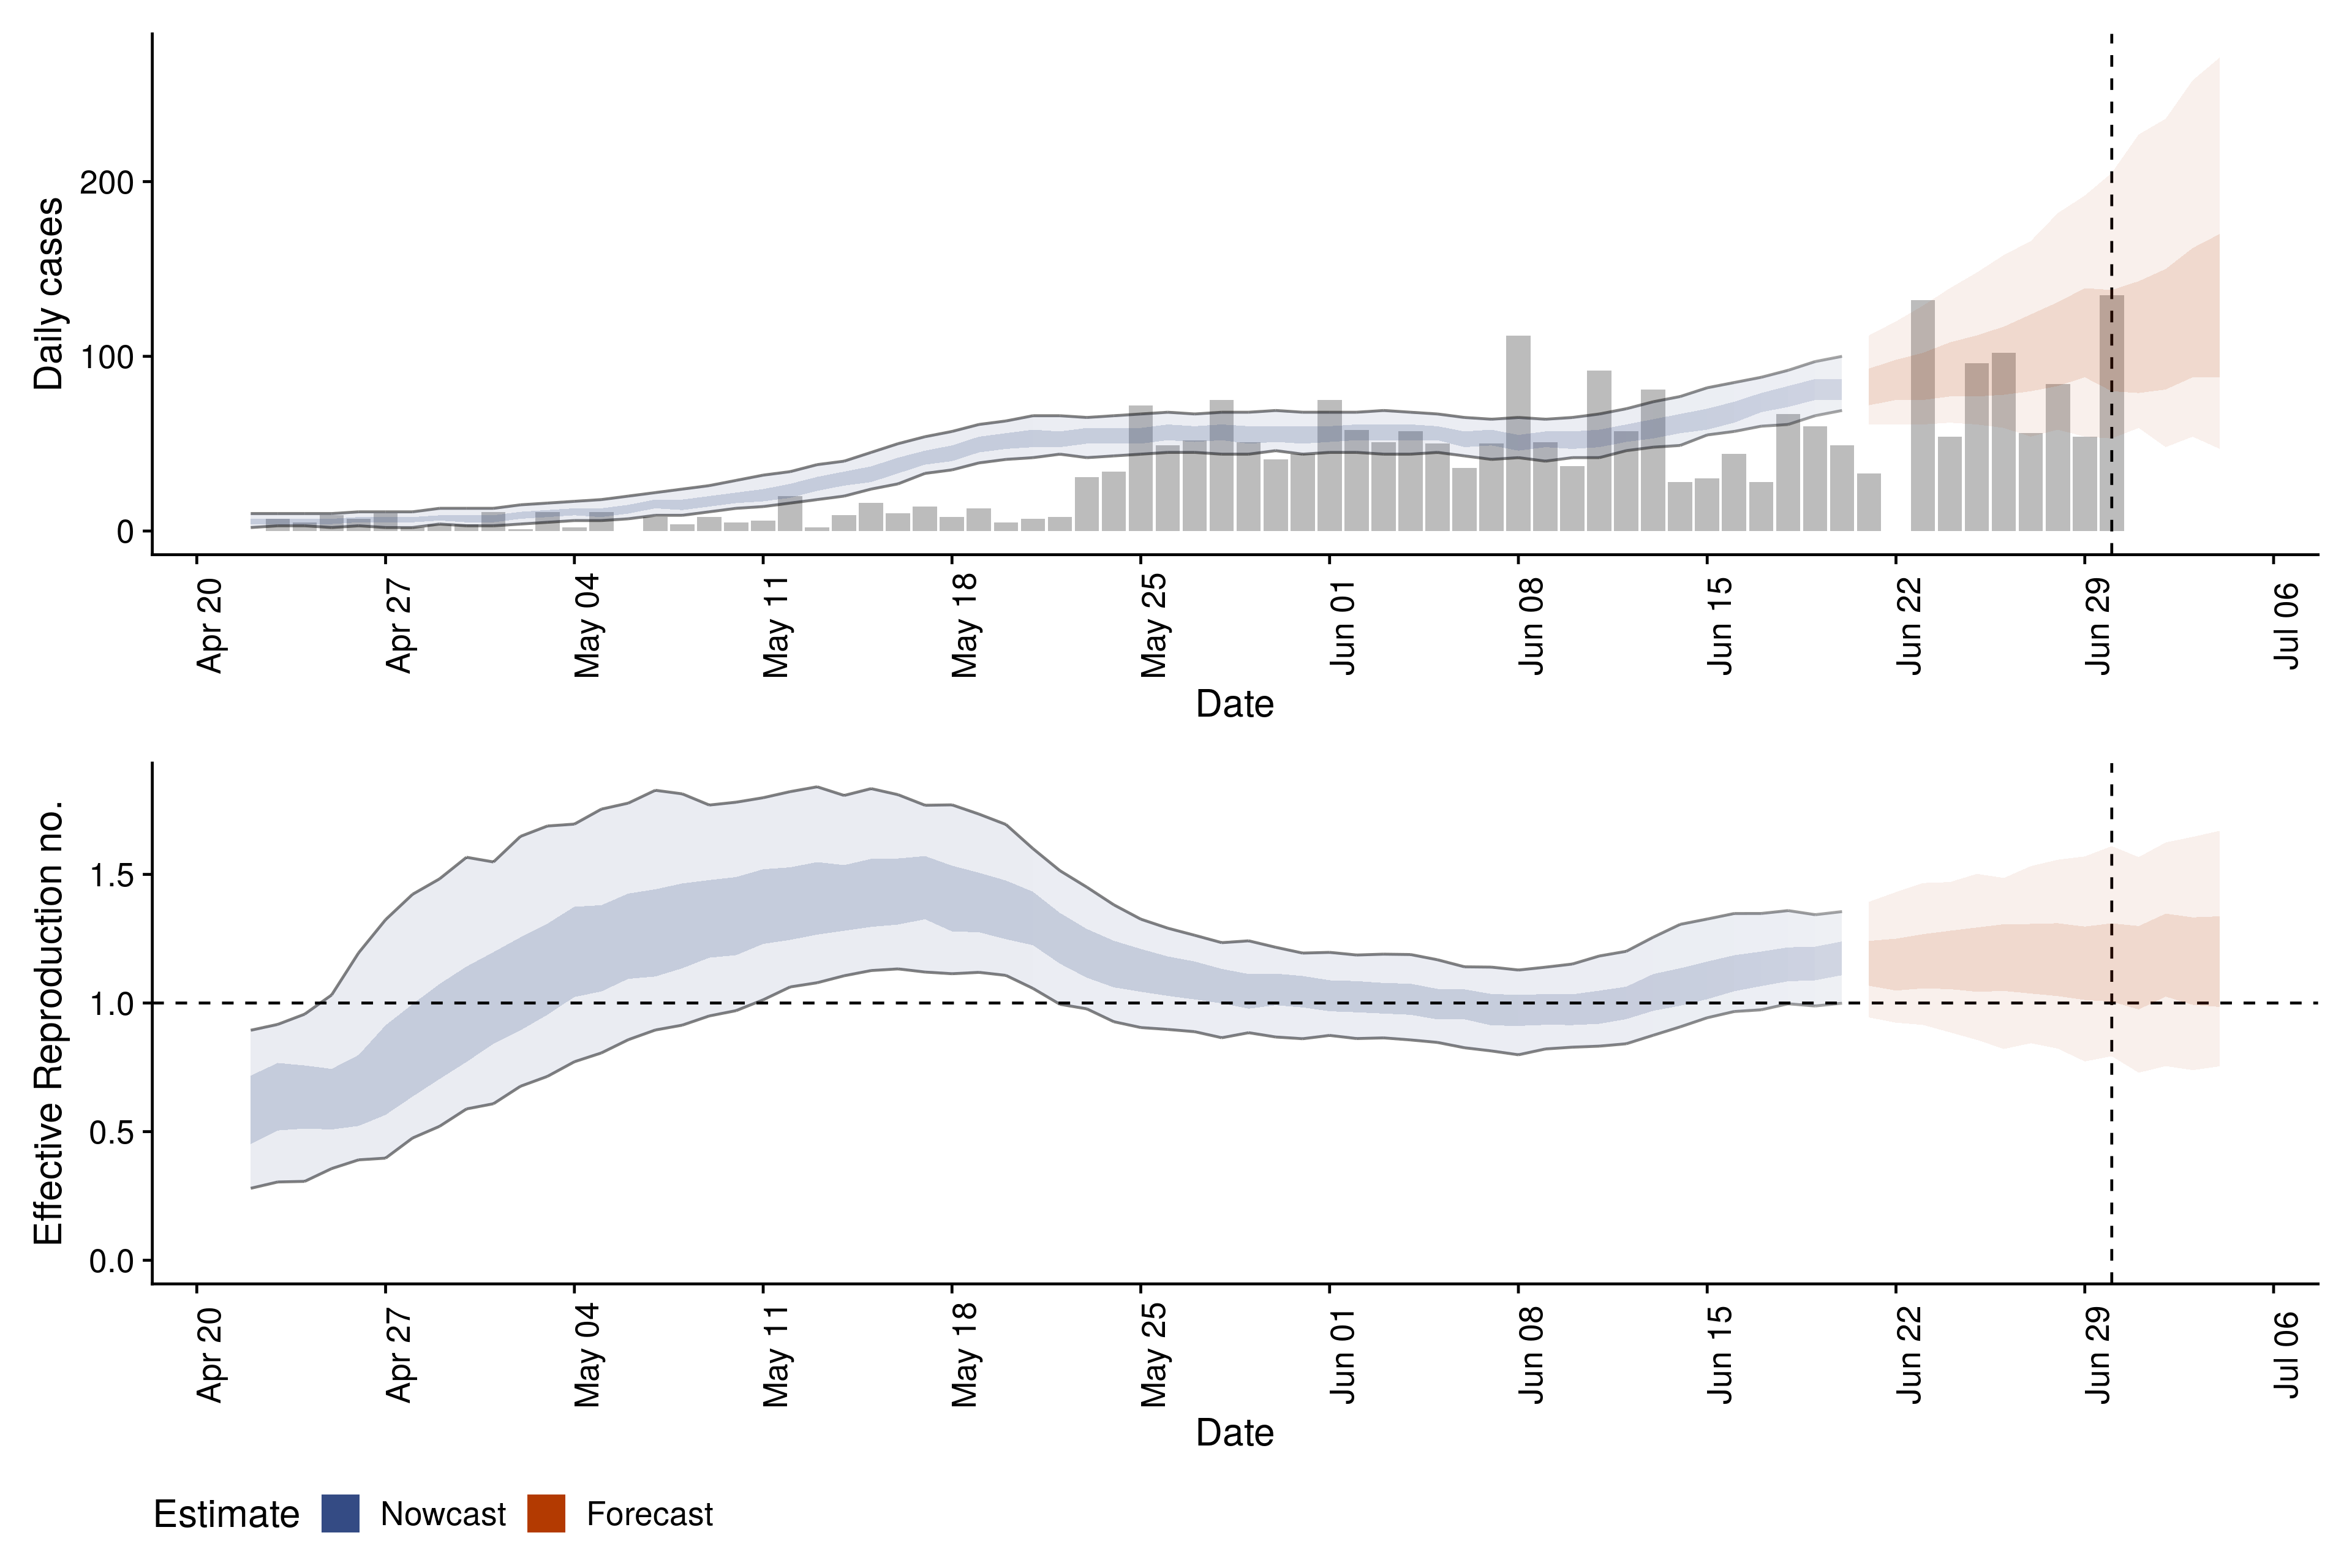 Daily cases
200
100
0
Apr 20 Apr 27 May 04 May 11 May 18 May 25 Jun 01 Jun 08 Jun 15 Jun 22 Jun 29 Jul 06
Date
Effective Reproduction no.
1.5
1.0
0.5
0.0
Apr 20 Apr 27 May 04 May 11 May 18 May 25 Jun 01 Jun 08 Jun 15 Jun 22 Jun 29 Jul 06
Date
Estimate Nowcast Forecast